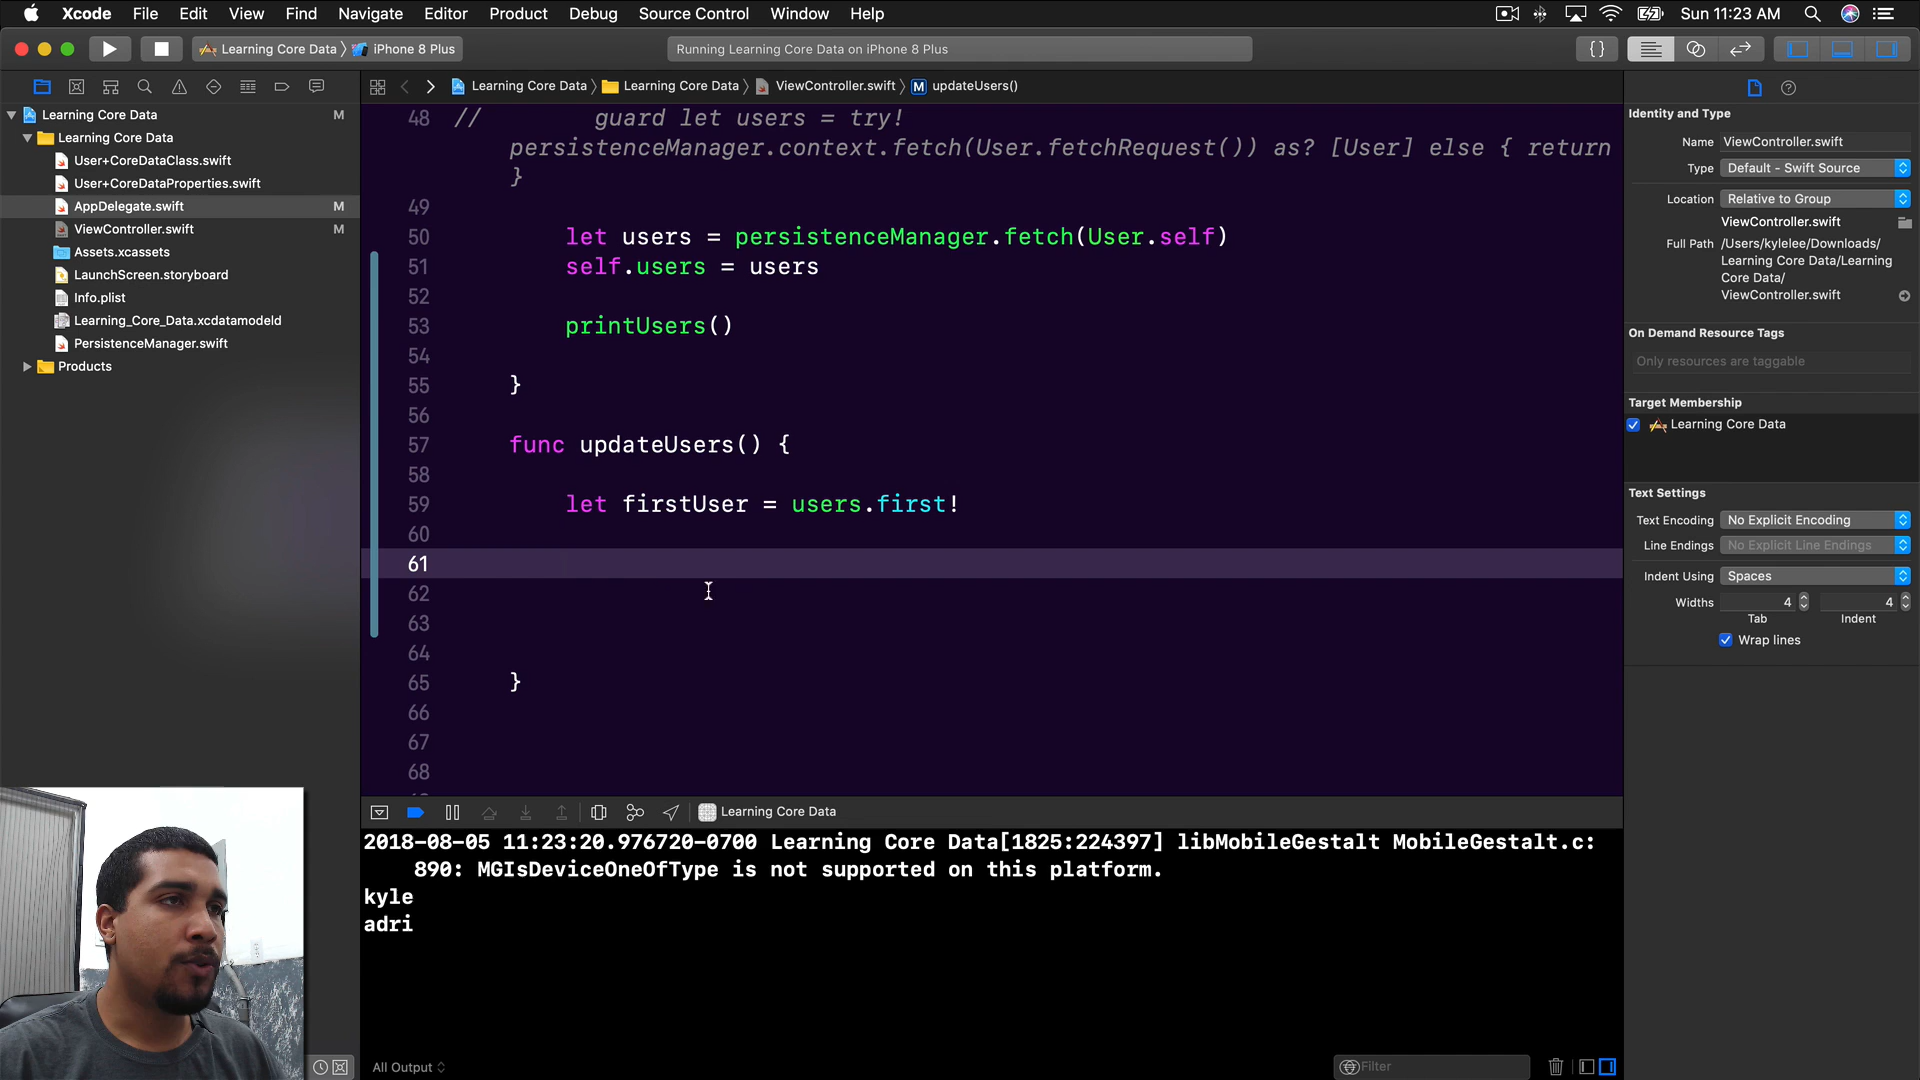 Xcode File Edit View Find Navigate Editor Product Debug Source Control Window Help Sun 11:23 AM
Learning Core Data 〉 iPhone 8 Plus
Running Learning Core Data on iPhone 8 Plus
{}
Learning Core Data 〉 Learning Core Data 〉 ViewController.swift 〉 M updateUsers()
Learning Core Data M
Learning Core Data
User+CoreDataClass.swift
User+CoreDataProperties.swift
AppDelegate.swift M
ViewController.swift M
Assets.xcassets
LaunchScreen.storyboard
Info.plist
Learning_Core_Data.xcdatamodeld
PersistenceManager.swift
Products
48 // guard let users = try!
persistenceManager.context.fetch(User.fetchRequest()) as? [User] else { return
}
49
50 let users = persistenceManager.fetch(User.self)
51 self.users = users
52
53 printUsers()
54
55 }
56
57 func updateUsers() {
58
59 let firstUser = users.first!
60
61
62
63
64
65 }
66
67
68
Learning Core Data
2018-08-05 11:23:20.976720-0700 Learning Core Data[1825:224397] libMobileGestalt MobileGestalt.c:
890: MGIsDeviceOneOfType is not supported on this platform.
kyle
adri
All Output
Filter
Identity and Type
Name ViewController.swift
Type Default - Swift Source
Location Relative to Group
ViewController.swift
Full Path /Users/kylelee/Downloads/
Learning Core Data/Learning
Core Data/
ViewController.swift
On Demand Resource Tags
Only resources are taggable
Target Membership
Learning Core Data
Text Settings
Text Encoding No Explicit Encoding
Line Endings No Explicit Line Endings
Indent Using Spaces
Widths 4 4
Tab Indent
Wrap lines